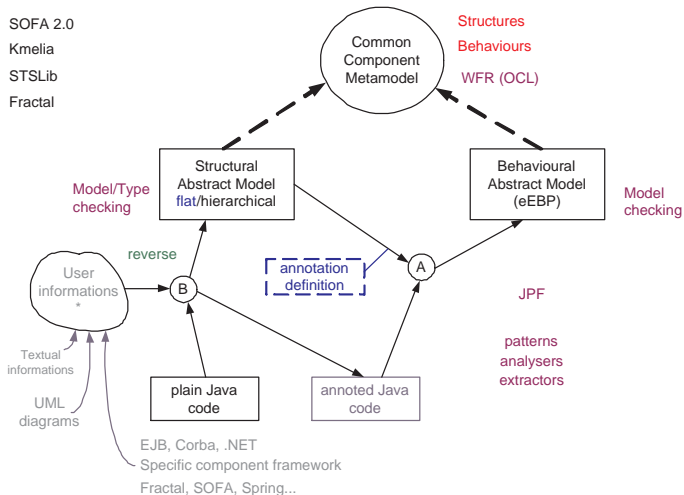 SOFA 2.0
Kmelia
STSLib
Fractal
Common
Component
Metamodel
Structures
Behaviours
WFR (OCL)
Structural
Abstract Model
flat/hierarchical
Behavioural
Abstract Model
(eEBP)
Model/Type
checking
Model
checking
reverse
annotation
definition
A
B
User
informations
*
JPF
patterns
analysers
extractors
Textual
informations
plain Java
code
annoted Java
code
UML
diagrams
EJB, Corba, .NET
Specific component framework
Fractal, SOFA, Spring...